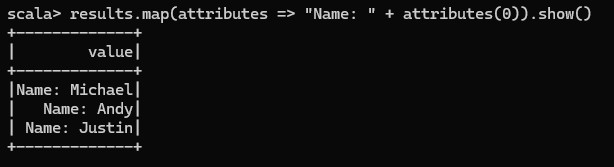 scala> results.map(attributes => "Name: " + attributes(0)).show()
+-------------+
|        value|
+-------------+
|Name: Michael|
|   Name: Andy|
| Name: Justin|
+-------------+